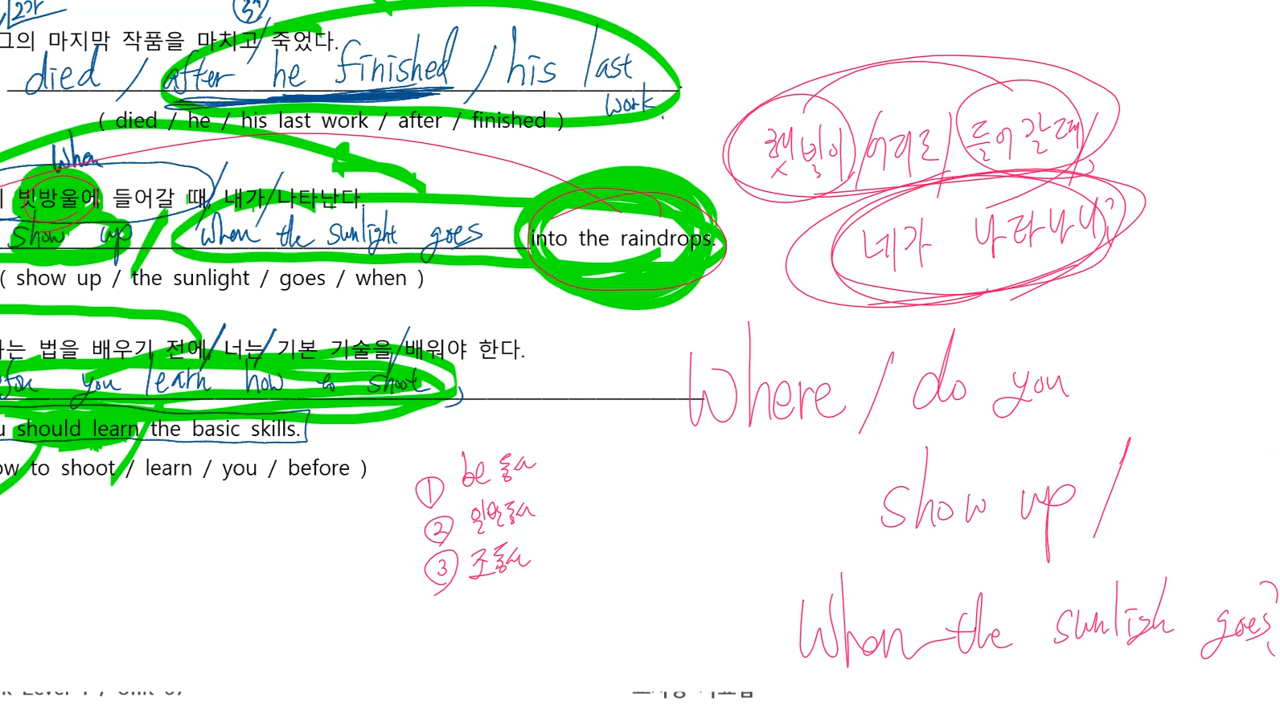 그의 마지막 작품을 마치고/ 죽었다.
died / after he finished / his last work.
( died / he / his last work / after / finished )
when
빗방울에 들어갈 때/ 내가/ 나타난다.
show up / when the sunlight goes into the raindrops.
( show up / the sunlight / goes / when )
는 법을 배우기 전에/ 너는/ 기본 기술을/ 배워야 한다.
you learn how to shoot,
should learn the basic skills.
to shoot / learn / you / before )
① be 동사
② 일반동사
③ 조동사
햇빛이/어디로/들어갈 때/
네가 나타나니?
Where / do you
show up /
When the sunlish goes?